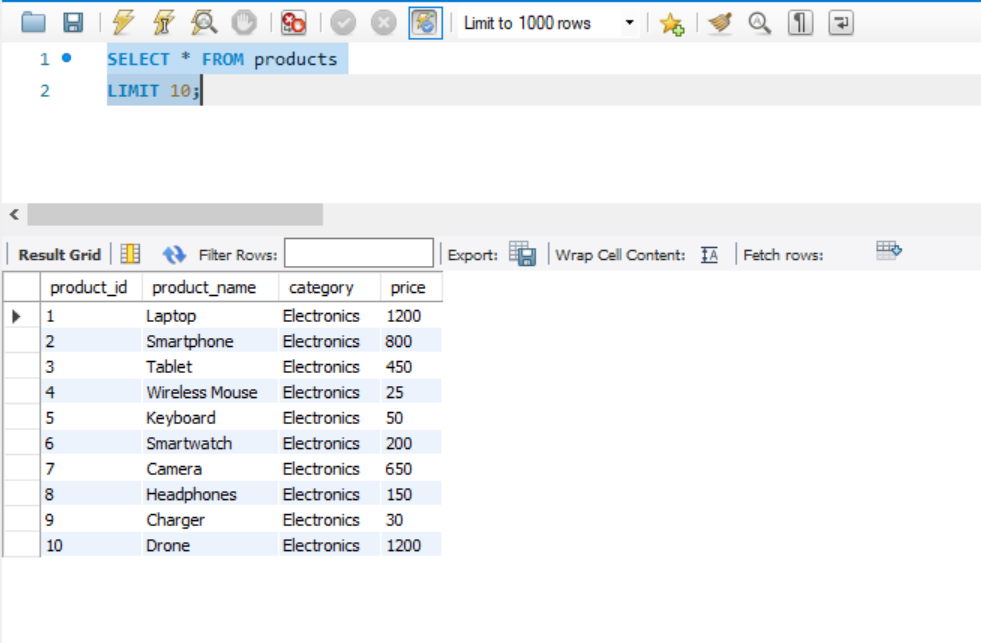 Limit to 1000 rows
1 SELECT * FROM products
2 LIMIT 10;
Result Grid Filter Rows: Export: Wrap Cell Content: IA Fetch rows:
product_id product_name category price
1 Laptop Electronics 1200
2 Smartphone Electronics 800
3 Tablet Electronics 450
4 Wireless Mouse Electronics 25
5 Keyboard Electronics 50
6 Smartwatch Electronics 200
7 Camera Electronics 650
8 Headphones Electronics 150
9 Charger Electronics 30
10 Drone Electronics 1200